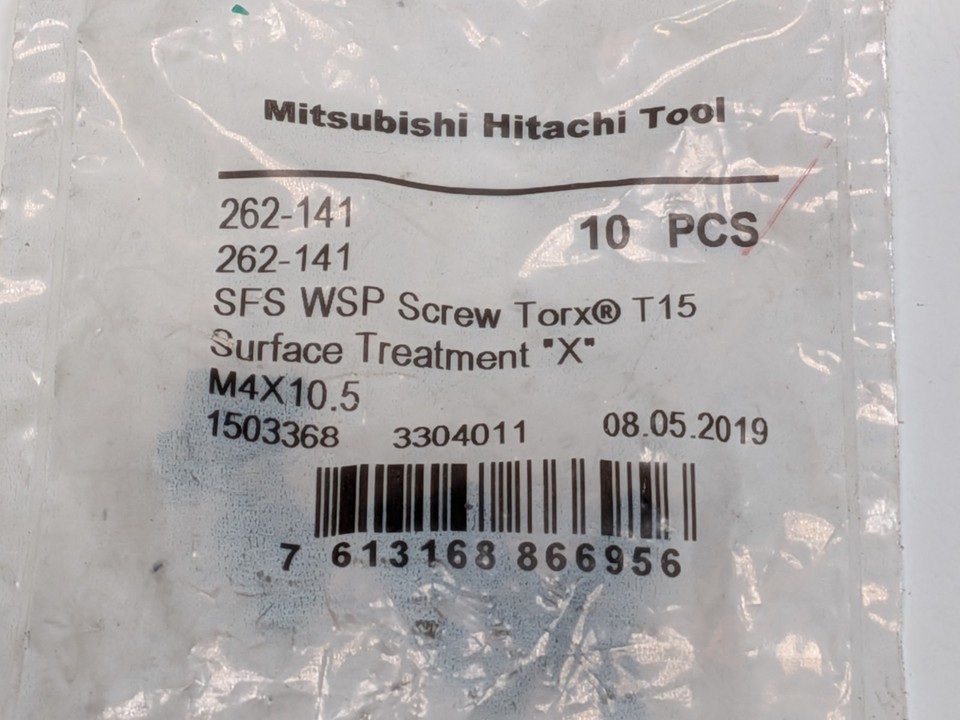 Mitsubishi Hitachi Tool
262-141
10 PCS
262-141
SFS WSP Screw Torx® T15
Surface Treatment "X"
M4X10.5
1503368 3304011 08.05.2019
7 613168 866956